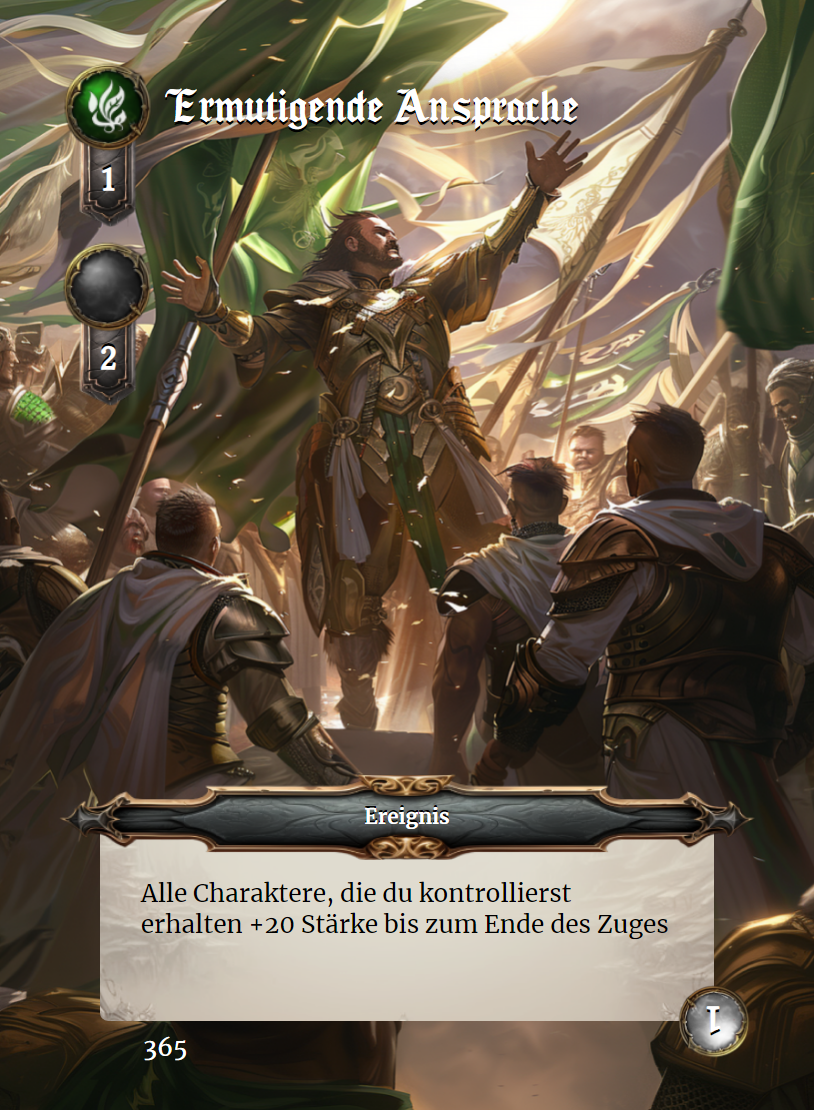 Ermutigende Ansprache
1
2
Ereignis
Alle Charaktere, die du kontrollierst
erhalten +20 Stärke bis zum Ende des Zuges
1
365